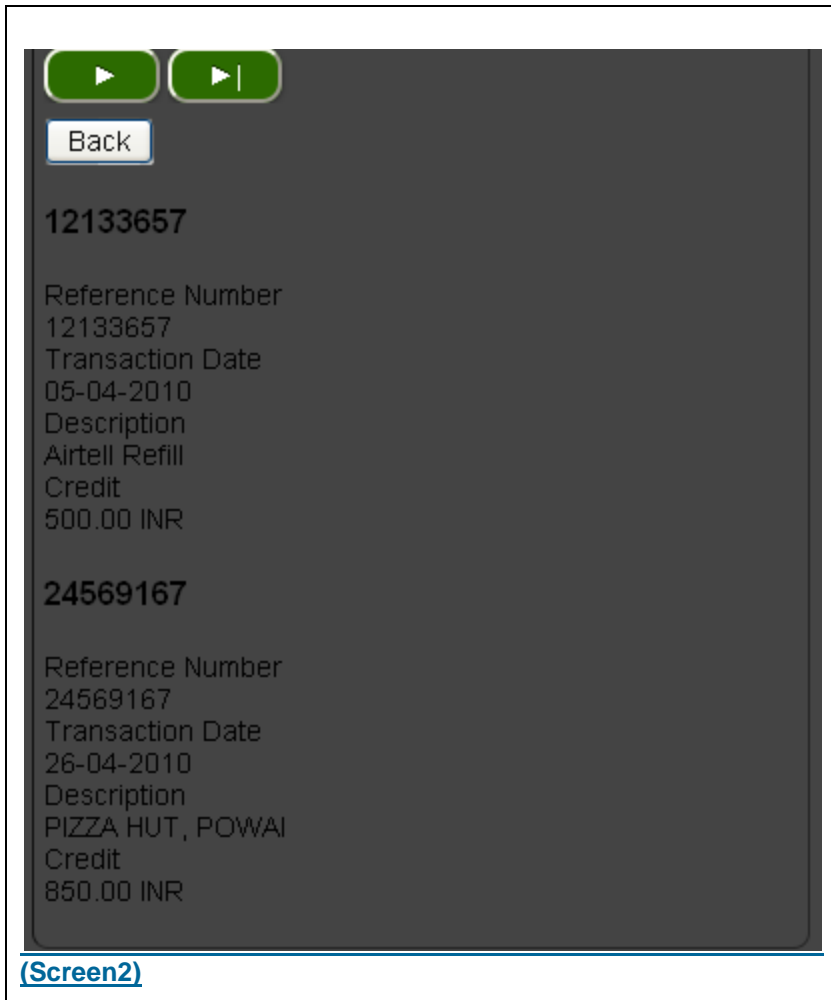 Back
12133657
Reference Number
12133657
Transaction Date
05-04-2010
Description
Airtell Refill
Credit
500.00 INR
24569167
Reference Number
24569167
Transaction Date
26-04-2010
Description
PIZZA HUT, POWAI
Credit
850.00 INR
(Screen2)